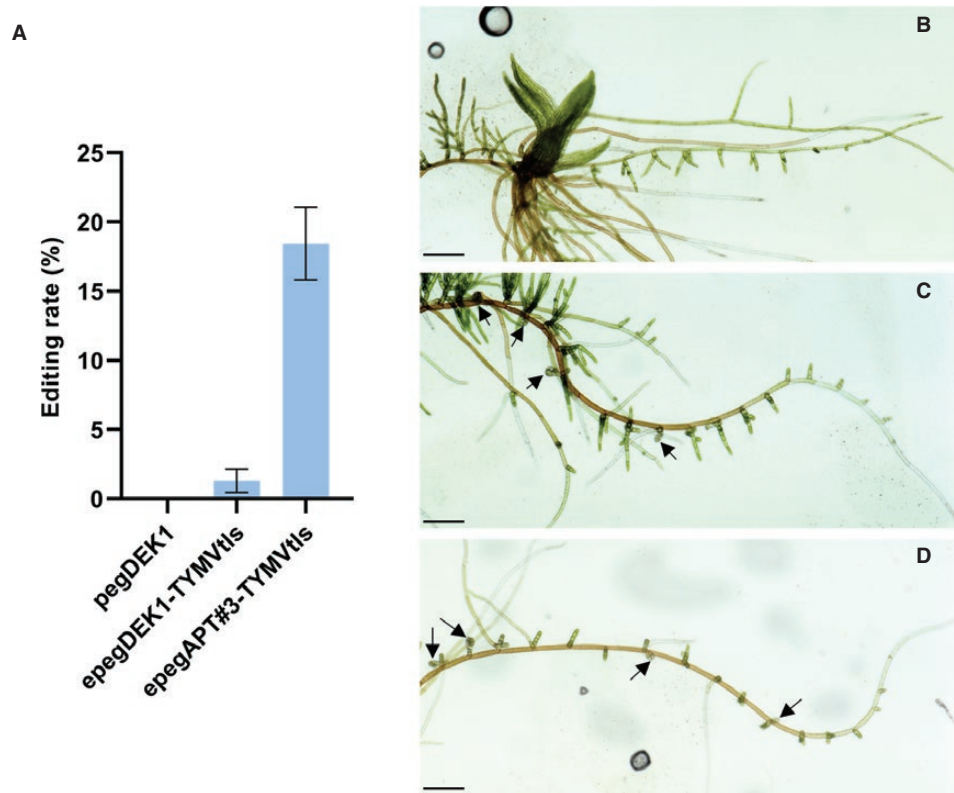 A
B
25
20
15
10
5
0
Editing rate (%)
pegDEK1
epegDEK1-TYMVtls
epegAPT#3-TYMVtls
C
D